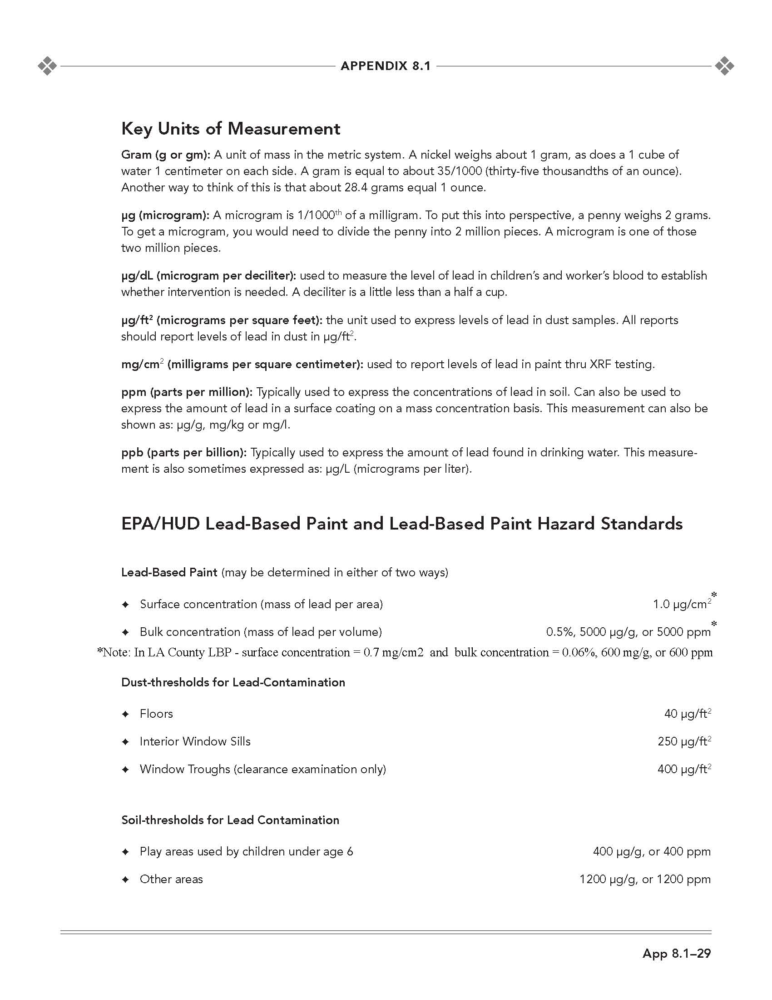 APPENDIX 8.1
Key Units of Measurement
Gram (g or gm): A unit of mass in the metric system. A nickel weighs about 1 gram, as does a 1 cube of
water 1 centimeter on each side. A gram is equal to about 35/1000 (thirty-five thousandths of an ounce).
Another way to think of this is that about 28.4 grams equal 1 ounce.
µg (microgram): A microgram is 1/1000th of a milligram. To put this into perspective, a penny weighs 2 grams.
To get a microgram, you would need to divide the penny into 2 million pieces. A microgram is one of those
two million pieces.
µg/dL (microgram per deciliter): used to measure the level of lead in children’s and worker’s blood to establish
whether intervention is needed. A deciliter is a little less than a half a cup.
µg/ft² (micrograms per square feet): the unit used to express levels of lead in dust samples. All reports
should report levels of lead in dust in µg/ft².
mg/cm² (milligrams per square centimeter): used to report levels of lead in paint thru XRF testing.
ppm (parts per million): Typically used to express the concentrations of lead in soil. Can also be used to
express the amount of lead in a surface coating on a mass concentration basis. This measurement can also be
shown as: µg/g, mg/kg or mg/l.
ppb (parts per billion): Typically used to express the amount of lead found in drinking water. This measure-
ment is also sometimes expressed as: µg/L (micrograms per liter).
EPA/HUD Lead-Based Paint and Lead-Based Paint Hazard Standards
Lead-Based Paint (may be determined in either of two ways)
✦ Surface concentration (mass of lead per area) 1.0 µg/cm²*
✦ Bulk concentration (mass of lead per volume) 0.5%, 5000 µg/g, or 5000 ppm*
*Note: In LA County LBP - surface concentration = 0.7 mg/cm2 and bulk concentration = 0.06%, 600 mg/g, or 600 ppm
Dust-thresholds for Lead-Contamination
✦ Floors 40 µg/ft²
✦ Interior Window Sills 250 µg/ft²
✦ Window Troughs (clearance examination only) 400 µg/ft²
Soil-thresholds for Lead Contamination
✦ Play areas used by children under age 6 400 µg/g, or 400 ppm
✦ Other areas 1200 µg/g, or 1200 ppm
App 8.1–29